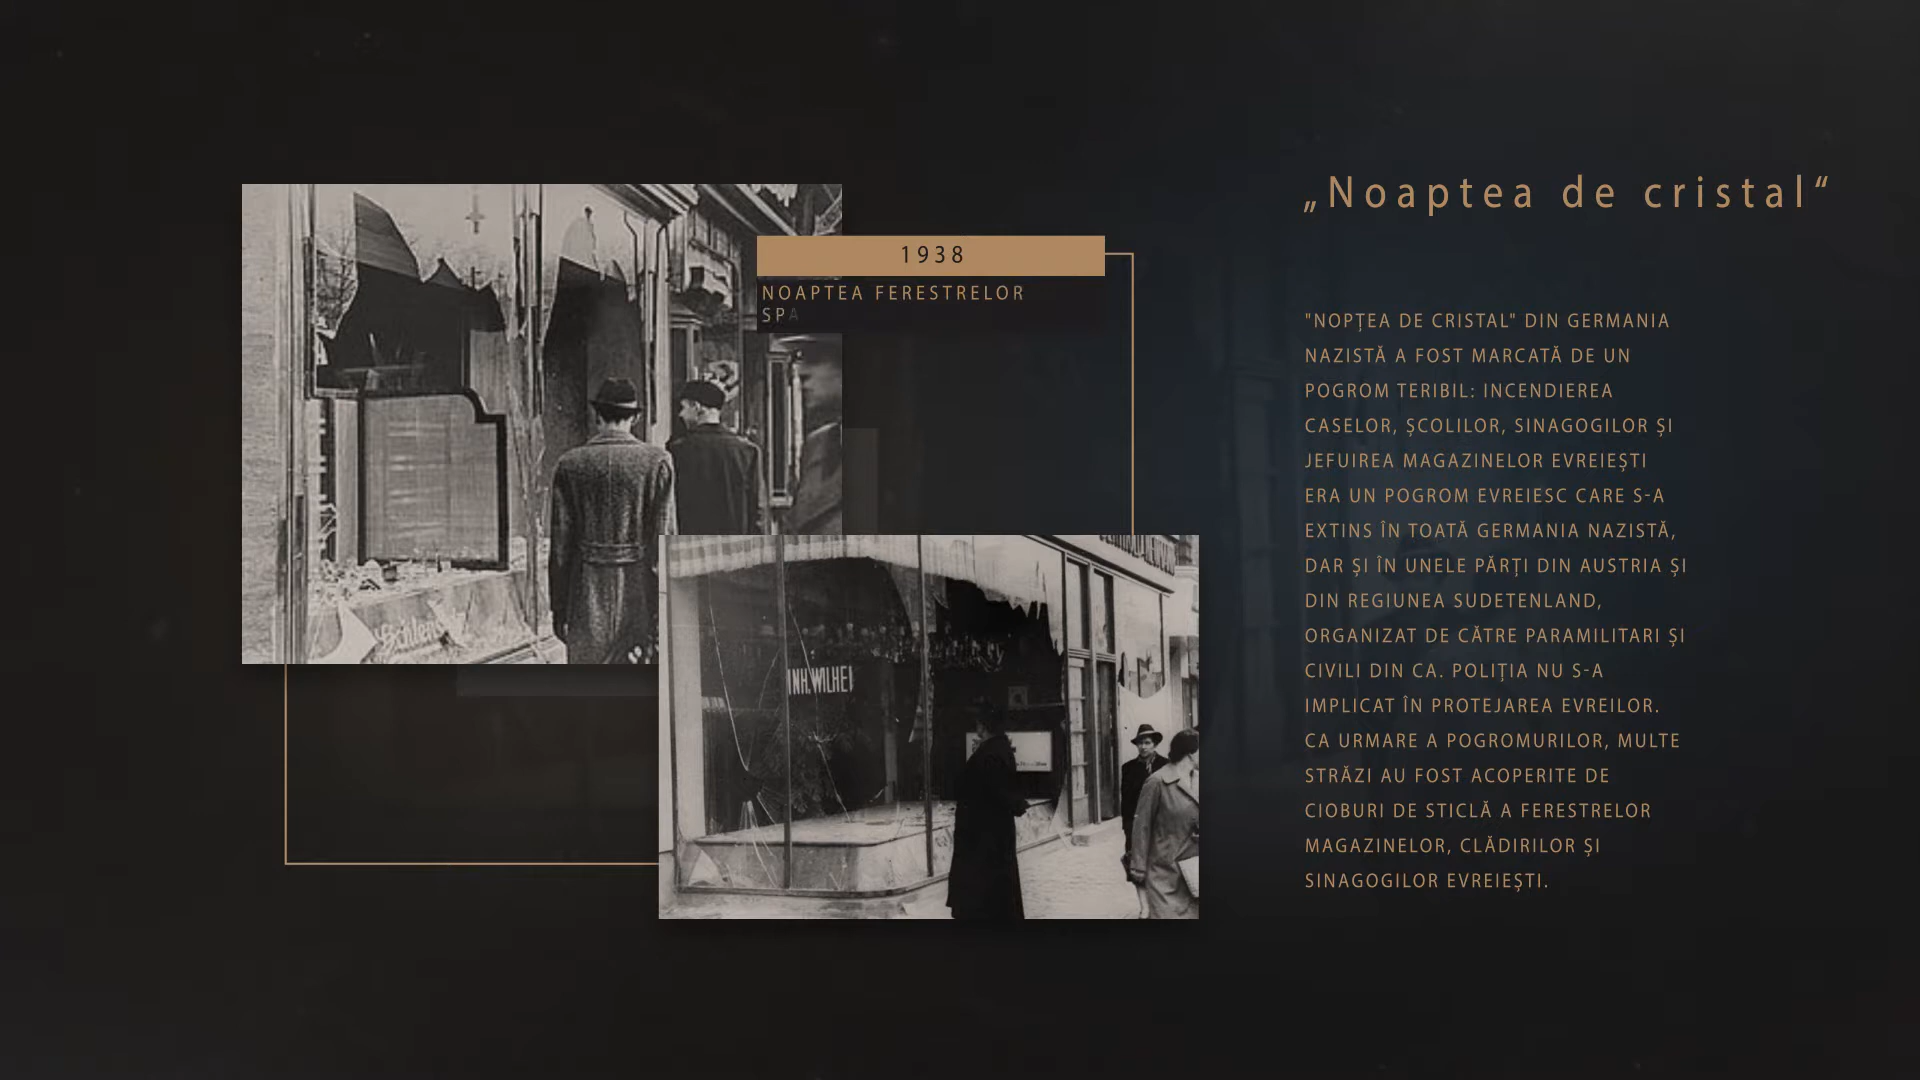 „Noaptea de cristal“
1938
NOAPTEA FERESTRELOR
SPA
"NOPȚEA DE CRISTAL" DIN GERMANIA
NAZISTĂ A FOST MARCATĂ DE UN
POGROM TERIBIL: INCENDIEREA
CASELOR, ȘCOLILOR, SINAGOGILOR ȘI
JEFUIREA MAGAZINELOR EVREIEȘTI
ERA UN POGROM EVREIESC CARE S-A
EXTINS ÎN TOATĂ GERMANIA NAZISTĂ,
DAR ȘI ÎN UNELE PĂRȚI DIN AUSTRIA ȘI
DIN REGIUNEA SUDETENLAND,
ORGANIZAT DE CĂTRE PARAMILITARI ȘI
CIVILI DIN CA. POLIȚIA NU S-A
IMPLICAT ÎN PROTEJAREA EVREILOR.
CA URMARE A POGROMURILOR, MULTE
STRĂZI AU FOST ACOPERITE DE
CIOBURI DE STICLĂ A FERESTRELOR
MAGAZINELOR, CLĂDIRILOR ȘI
SINAGOGILOR EVREIEȘTI.
INH. WILHEL